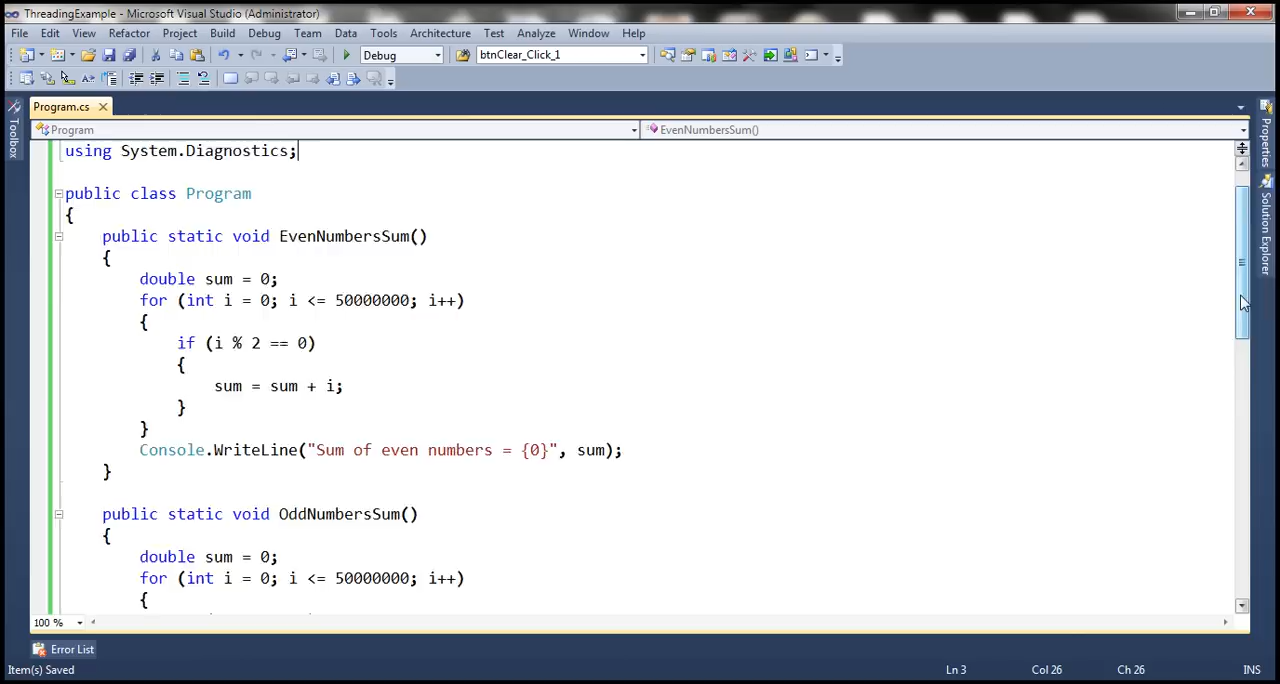 ThreadingExample - Microsoft Visual Studio (Administrator)
File Edit View Refactor Project Build Debug Team Data Tools Architecture Test Analyze Window Help
Debug btnClear_Click_1
Program.cs
Program EvenNumbersSum()
Toolbox
Properties
Solution Explorer
using System.Diagnostics;
public class Program
{
public static void EvenNumbersSum()
{
double sum = 0;
for (int i = 0; i <= 50000000; i++)
{
if (i % 2 == 0)
{
sum = sum + i;
}
}
Console.WriteLine("Sum of even numbers = {0}", sum);
}
public static void OddNumbersSum()
{
double sum = 0;
for (int i = 0; i <= 50000000; i++)
{
100 %
Error List
Item(s) Saved Ln 3 Col 26 Ch 26 INS